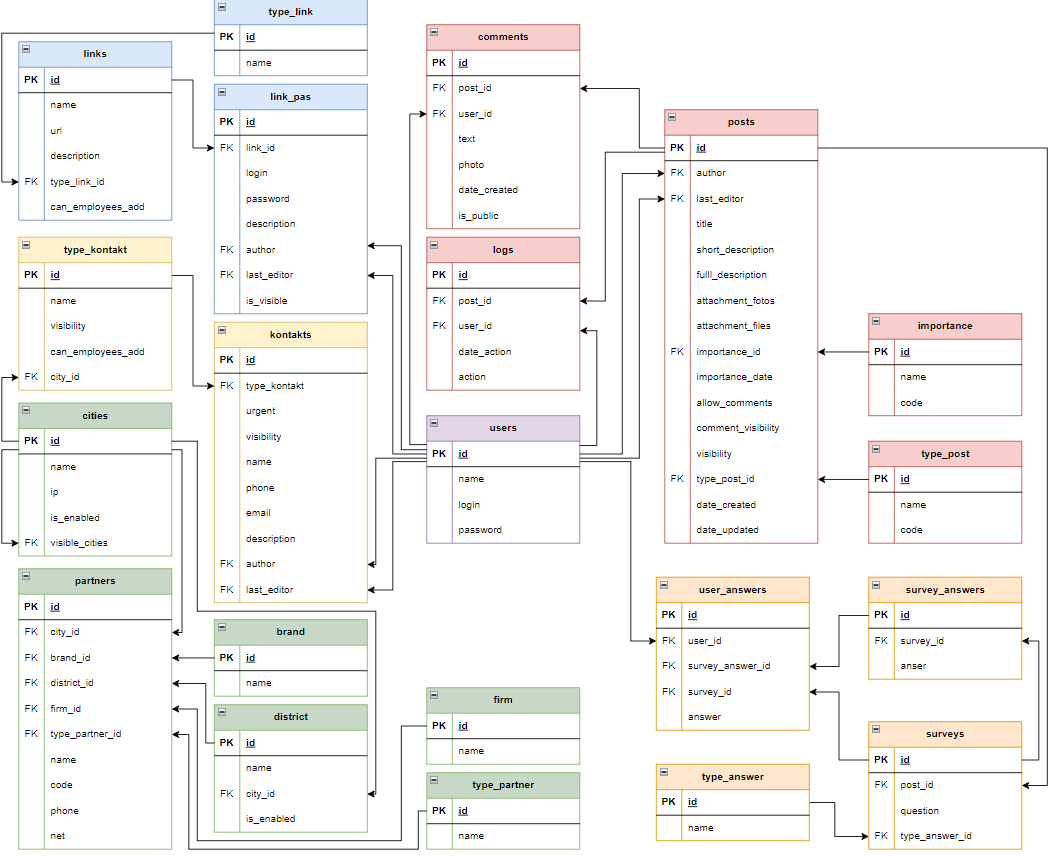 type_link
PK id
name
links
PK id
name
url
description
FK type_link_id
can_employees_add
link_pas
PK id
FK link_id
login
password
description
FK author
FK last_editor
is_visible
comments
PK id
FK post_id
FK user_id
text
photo
date_created
is_public
posts
PK id
FK author
FK last_editor
title
short_description
fulll_description
attachment_fotos
attachment_files
FK importance_id
importance_date
allow_comments
comment_visibility
visibility
FK type_post_id
date_created
date_updated
type_kontakt
PK id
name
visibility
can_employees_add
FK city_id
logs
PK id
FK post_id
FK user_id
date_action
action
importance
PK id
name
code
kontakts
PK id
FK type_kontakt
urgent
visibility
name
phone
email
description
FK author
FK last_editor
cities
PK id
name
ip
is_enabled
FK visible_cities
users
PK id
name
login
password
type_post
PK id
name
code
partners
PK id
FK city_id
FK brand_id
FK district_id
FK firm_id
FK type_partner_id
name
code
phone
net
brand
PK id
name
district
PK id
name
FK city_id
is_enabled
firm
PK id
name
type_partner
PK id
name
user_answers
PK id
FK user_id
FK survey_answer_id
FK survey_id
answer
survey_answers
PK id
FK survey_id
anser
surveys
PK id
FK post_id
question
FK type_answer_id
type_answer
PK id
name